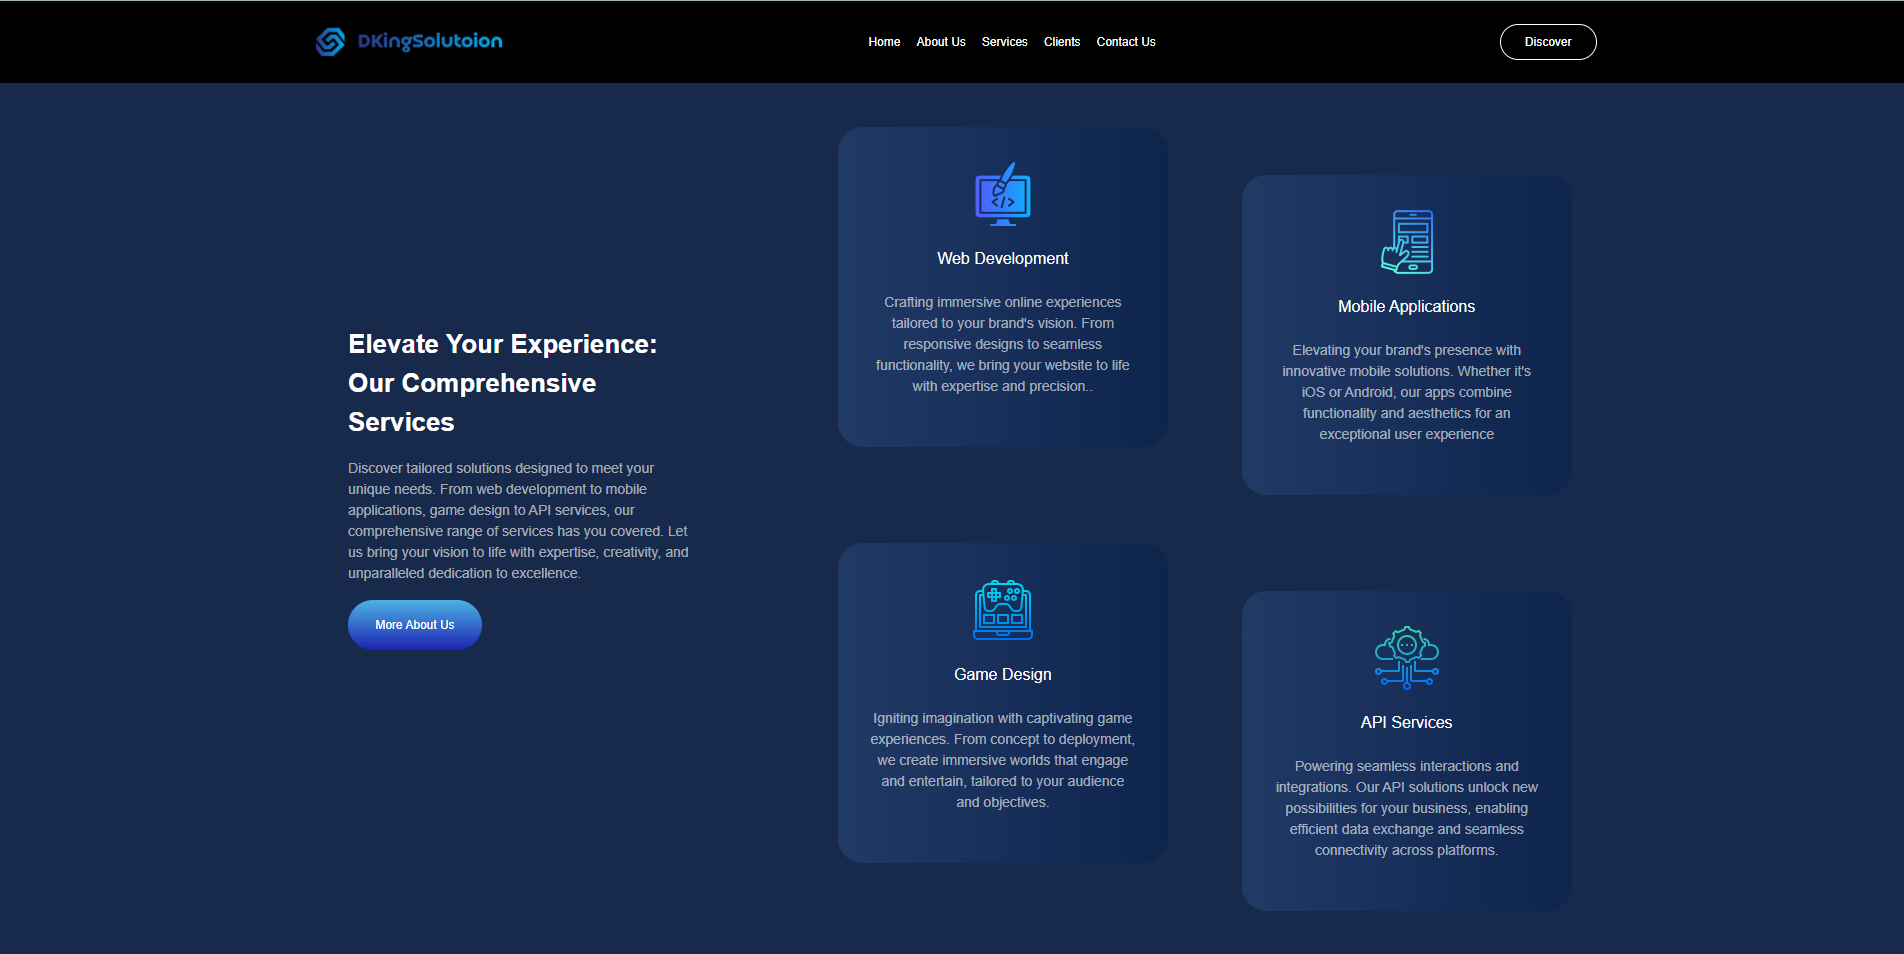 DKingSolutoion
Home About Us Services Clients Contact Us
Discover
Elevate Your Experience:
Our Comprehensive
Services
Discover tailored solutions designed to meet your
unique needs. From web development to mobile
applications, game design to API services, our
comprehensive range of services has you covered. Let
us bring your vision to life with expertise, creativity, and
unparalleled dedication to excellence.
More About Us
</>
Web Development
Crafting immersive online experiences
tailored to your brand's vision. From
responsive designs to seamless
functionality, we bring your website to life
with expertise and precision..
Mobile Applications
Elevating your brand's presence with
innovative mobile solutions. Whether it's
iOS or Android, our apps combine
functionality and aesthetics for an
exceptional user experience
Game Design
Igniting imagination with captivating game
experiences. From concept to deployment,
we create immersive worlds that engage
and entertain, tailored to your audience
and objectives.
API Services
Powering seamless interactions and
integrations. Our API solutions unlock new
possibilities for your business, enabling
efficient data exchange and seamless
connectivity across platforms.